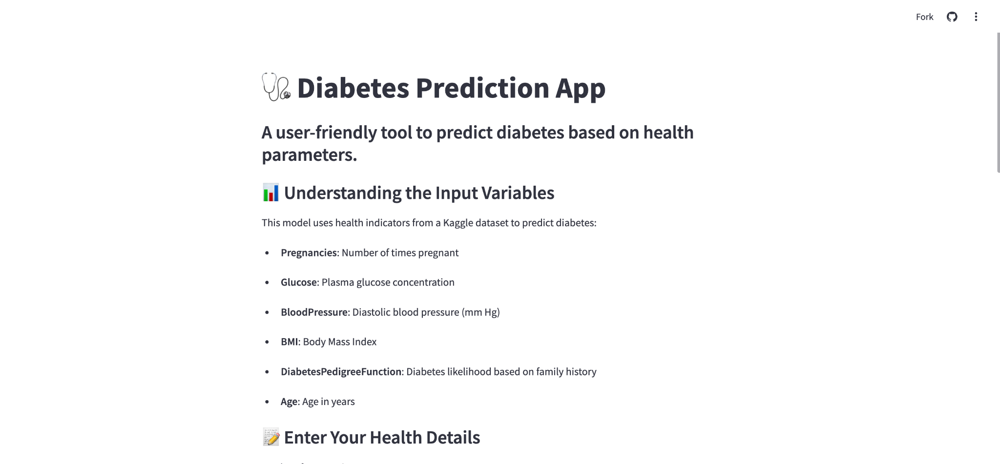 Fork
Diabetes Prediction App
A user-friendly tool to predict diabetes based on health
parameters.
Understanding the Input Variables
This model uses health indicators from a Kaggle dataset to predict diabetes:
• Pregnancies: Number of times pregnant
• Glucose: Plasma glucose concentration
• BloodPressure: Diastolic blood pressure (mm Hg)
• BMI: Body Mass Index
• DiabetesPedigreeFunction: Diabetes likelihood based on family history
• Age: Age in years
Enter Your Health Details